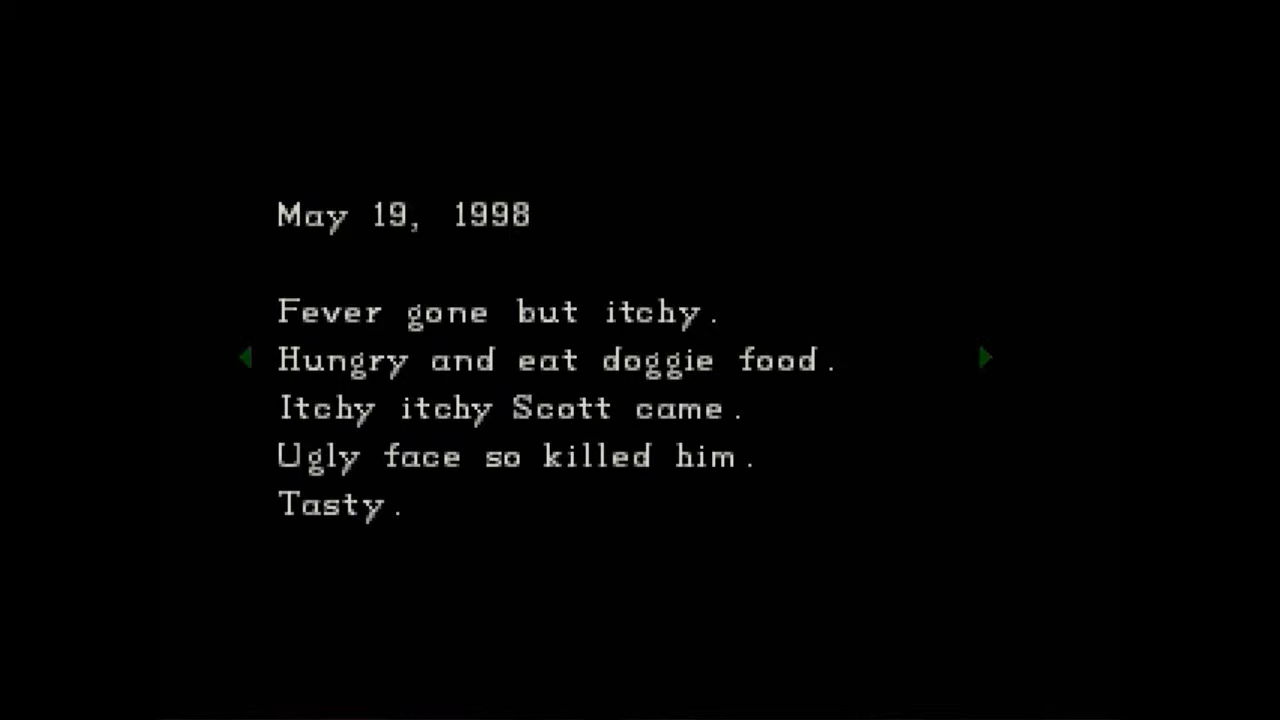 May 19, 1998
Fever gone but itchy.
Hungry and eat doggie food.
Itchy itchy Scott came.
Ugly face so killed him.
Tasty.